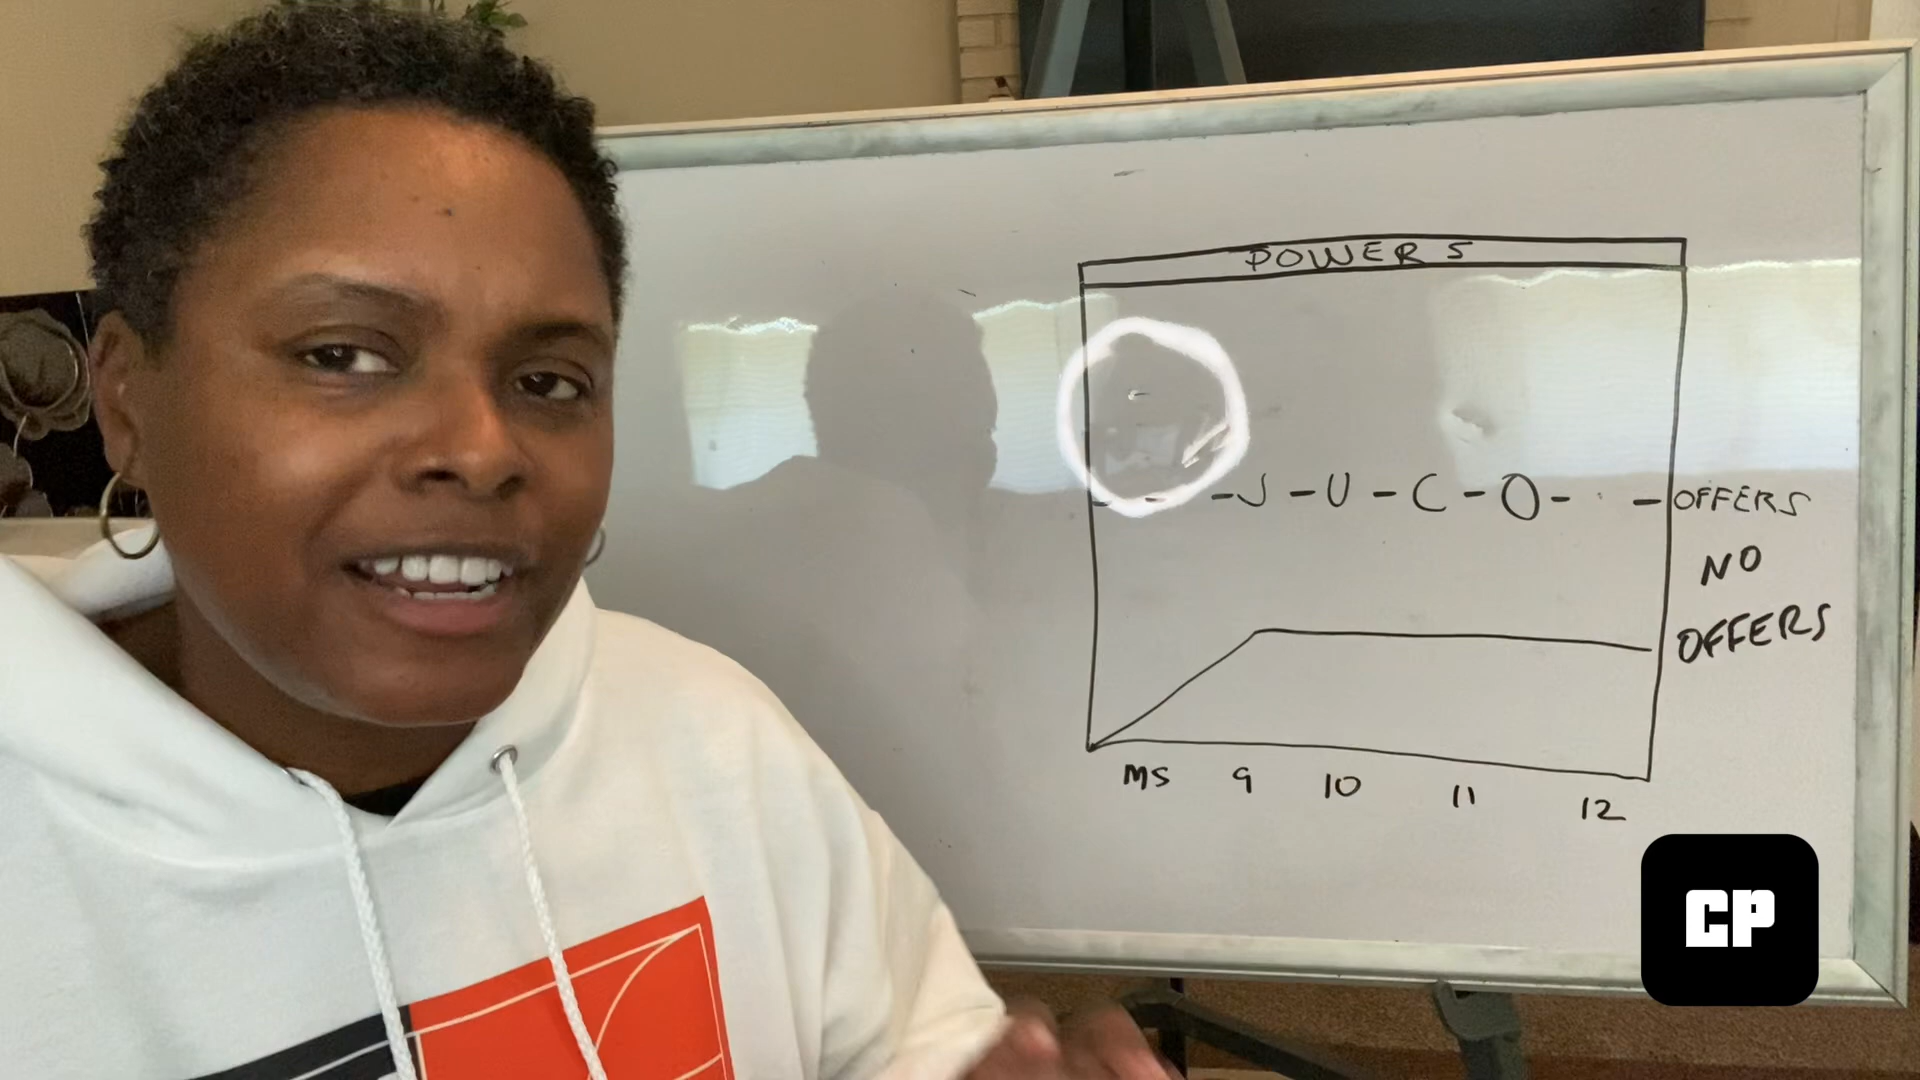 POWER 5
- - -J-U-C-O- -OFFERS
NO
OFFERS
MS 9 10 11 12
CP